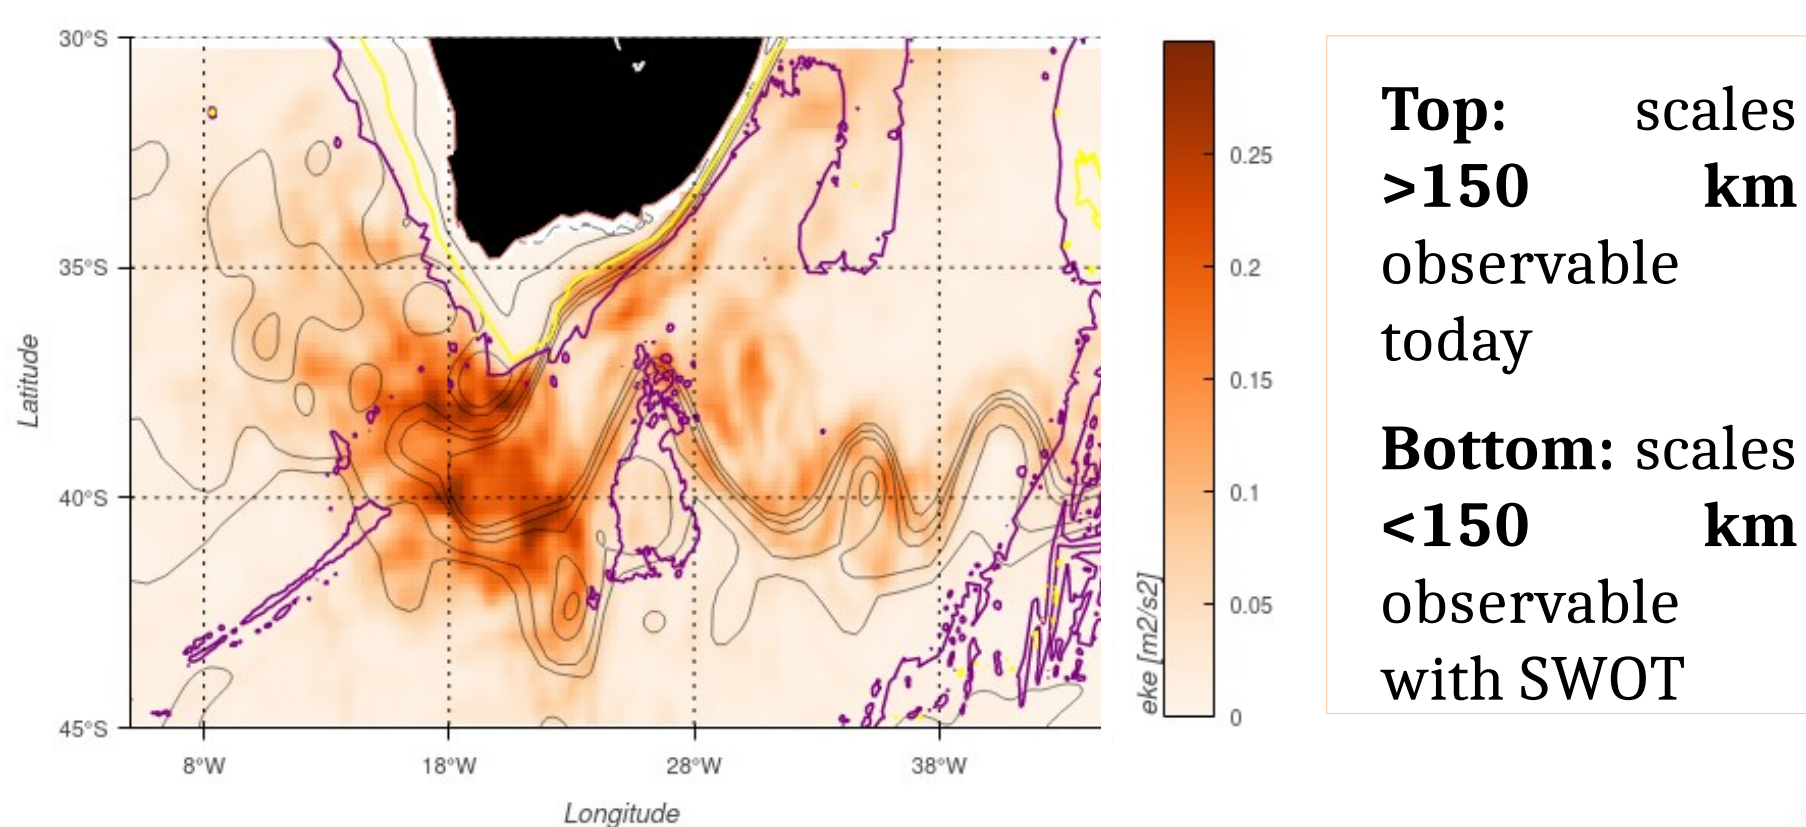 30°S
35°S
40°S
45°S
Latitude
8°W
18°W
28°W
38°W
Longitude
0.25
0.2
0.15
0.1
0.05
0
eke [m2/s2]
Top: scales
>150 km
observable
today
Bottom: scales
<150 km
observable
with SWOT